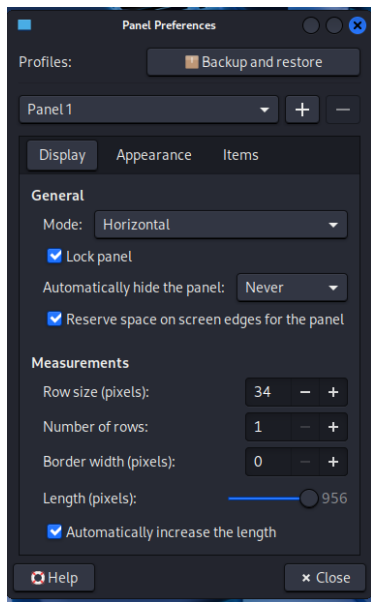 Panel Preferences
Profiles: Backup and restore
Panel 1
Display Appearance Items
General
Mode: Horizontal
Lock panel
Automatically hide the panel: Never
Reserve space on screen edges for the panel
Measurements
Row size (pixels): 34
Number of rows: 1
Border width (pixels): 0
Length (pixels): 956
Automatically increase the length
Help Close